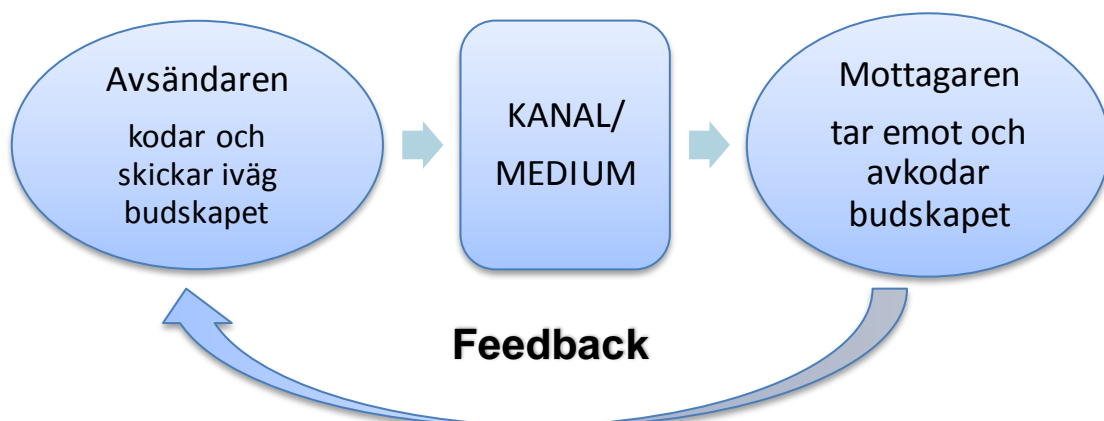 Avsändaren
kodar och
skickar iväg
budskapet
KANAL/
MEDIUM
Mottagaren
tar emot och
avkodar
budskapet
Feedback